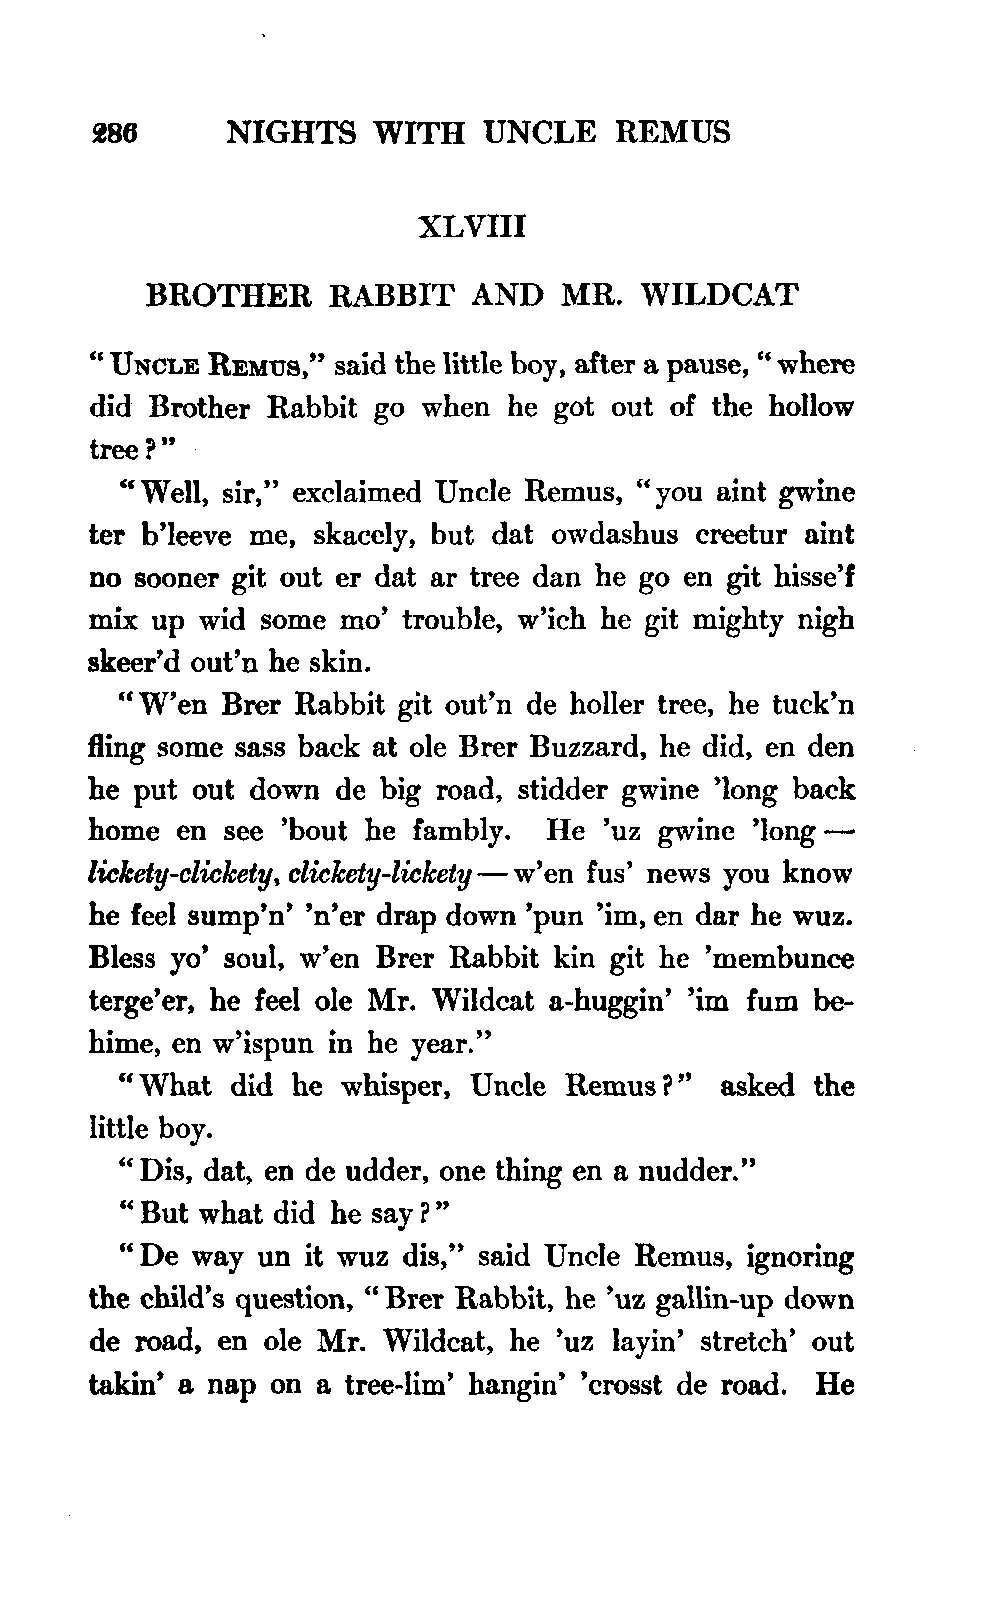 286 NIGHTS WITH UNCLE REMUS
XLVIII
BROTHER RABBIT AND MR. WILDCAT
“UNCLE REMUS,” said the little boy, after a pause, “where
did Brother Rabbit go when he got out of the hollow
tree?”
“Well, sir,” exclaimed Uncle Remus, “you aint gwine
ter b’leeve me, skacely, but dat owdashus creetur aint
no sooner git out er dat ar tree dan he go en git hisse’f
mix up wid some mo’ trouble, w’ich he git mighty nigh
skeer’d out’n he skin.
“W’en Brer Rabbit git out’n de holler tree, he tuck’n
fling some sass back at ole Brer Buzzard, he did, en den
he put out down de big road, stidder gwine ’long back
home en see ’bout he fambly. He ’uz gwine ’long —
lickety-clickety, clickety-lickety — w’en fus’ news you know
he feel sump’n’ ’n’er drap down ’pun ’im, en dar he wuz.
Bless yo’ soul, w’en Brer Rabbit kin git he ’membunce
terge’er, he feel ole Mr. Wildcat a-huggin’ ’im fum be-
hime, en w’ispun in he year.”
“What did he whisper, Uncle Remus?” asked the
little boy.
“Dis, dat, en de udder, one thing en a nudder.”
“But what did he say?”
“De way un it wuz dis,” said Uncle Remus, ignoring
the child’s question, “Brer Rabbit, he ’uz gallin-up down
de road, en ole Mr. Wildcat, he ’uz layin’ stretch’ out
takin’ a nap on a tree-lim’ hangin’ ’crosst de road. He